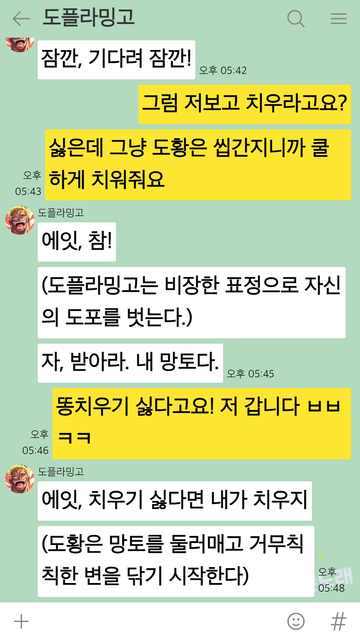 도플라밍고
잠깐, 기다려 잠깐!
오후 05:42
그럼 저보고 치우라고요?
싫은데 그냥 도황은 씹간지니까 쿨
하게 치워줘요
오후
05:43
도플라밍고
에잇, 참!
(도플라밍고는 비장한 표정으로 자신
의 도포를 벗는다.)
자, 받아라. 내 망토다.
오후 05:45
똥치우기 싫다고요! 저 갑니다 ㅂㅂ
ㅋㅋ
오후
05:46
도플라밍고
에잇, 치우기 싫다면 내가 치우지
(도황은 망토를 둘러매고 거무칙
칙한 변을 닦기 시작한다)
오후
05:48